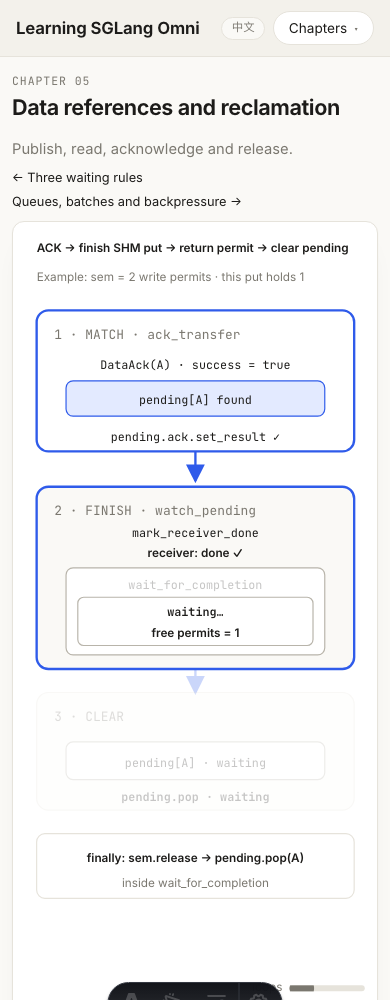 Learning SGLang Omni
中文
Chapters
CHAPTER 05
Data references and reclamation
Publish, read, acknowledge and release.
← Three waiting rules
Queues, batches and backpressure →
ACK → finish SHM put → return permit → clear pending
Example: sem = 2 write permits · this put holds 1
1 · MATCH · ack_transfer
DataAck(A) · success = true
pending[A] found
pending.ack.set_result ✓
2 · FINISH · watch_pending
mark_receiver_done
receiver: done ✓
wait_for_completion
waiting…
free permits = 1
3 · CLEAR
pending[A] · waiting
pending.pop · waiting
finally: sem.release → pending.pop(A)
inside wait_for_completion